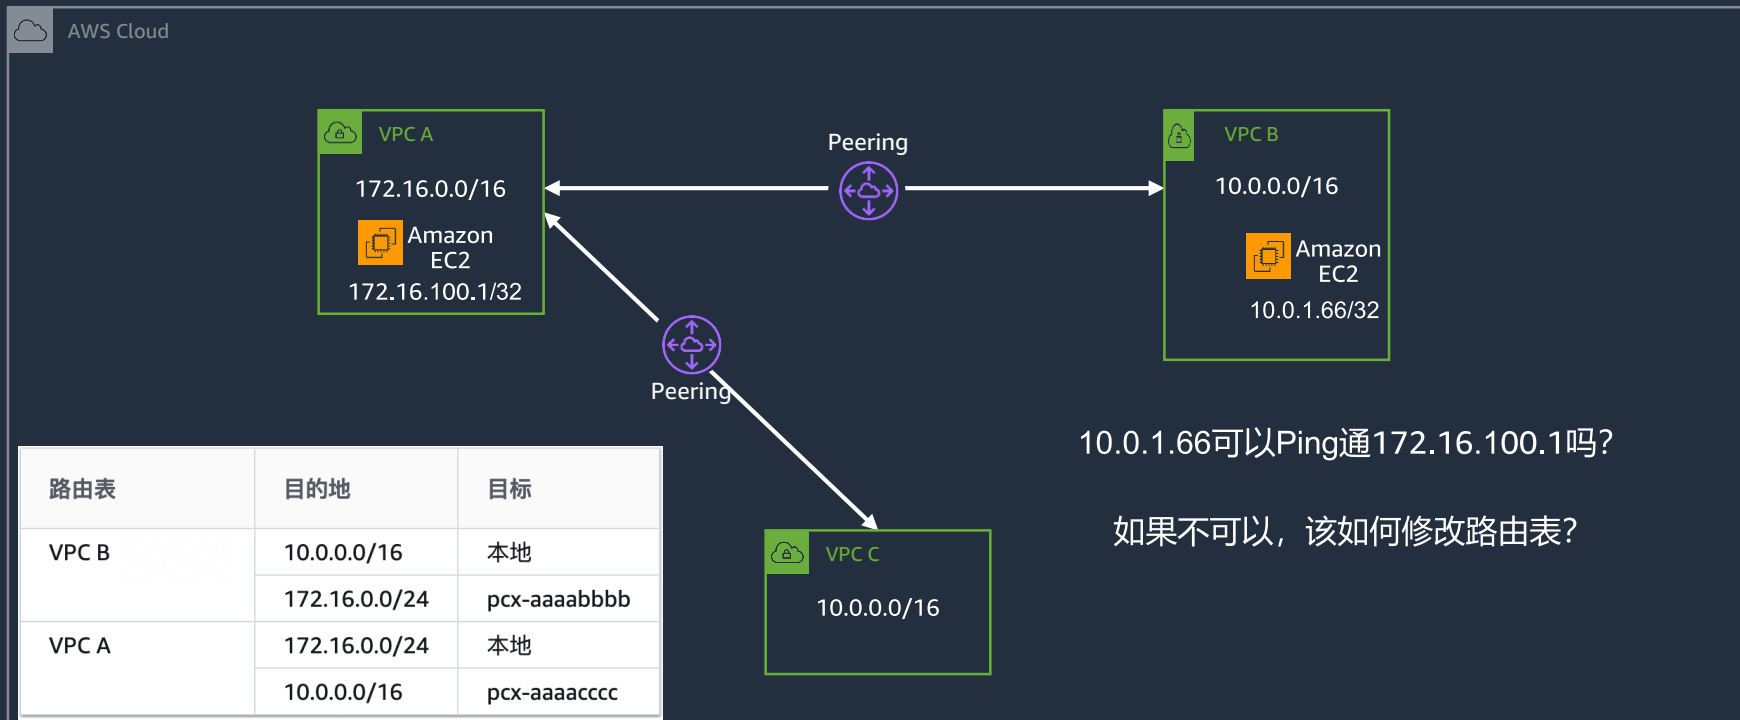 AWS Cloud
VPC A
172.16.0.0/16
Amazon
EC2
172.16.100.1/32
Peering
VPC B
10.0.0.0/16
Amazon
EC2
10.0.1.66/32
Peering
10.0.1.66可以Ping通172.16.100.1吗?
如果不可以，该如何修改路由表?
VPC C
10.0.0.0/16
路由表 目的地 目标
VPC B 10.0.0.0/16 本地
172.16.0.0/24 pcx-aaaabbbb
VPC A 172.16.0.0/24 本地
10.0.0.0/16 pcx-aaaacccc